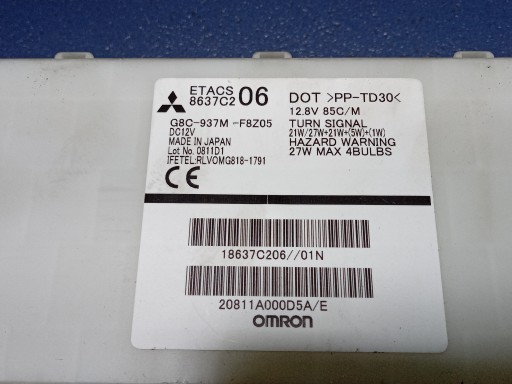 ETACS
8637C2 06
G8C-937M -F8Z05
DC12V
MADE IN JAPAN
Lot No. 0811D1
IFETEL:RLVOMG818-1791
CE
DOT >PP-TD30<
12.8V 85C/M
TURN SIGNAL
21W/27W+21W+(5W)+(1W)
HAZARD WARNING
27W MAX 4BULBS
18637C206//01N
20811A000D5A/E
OMRON